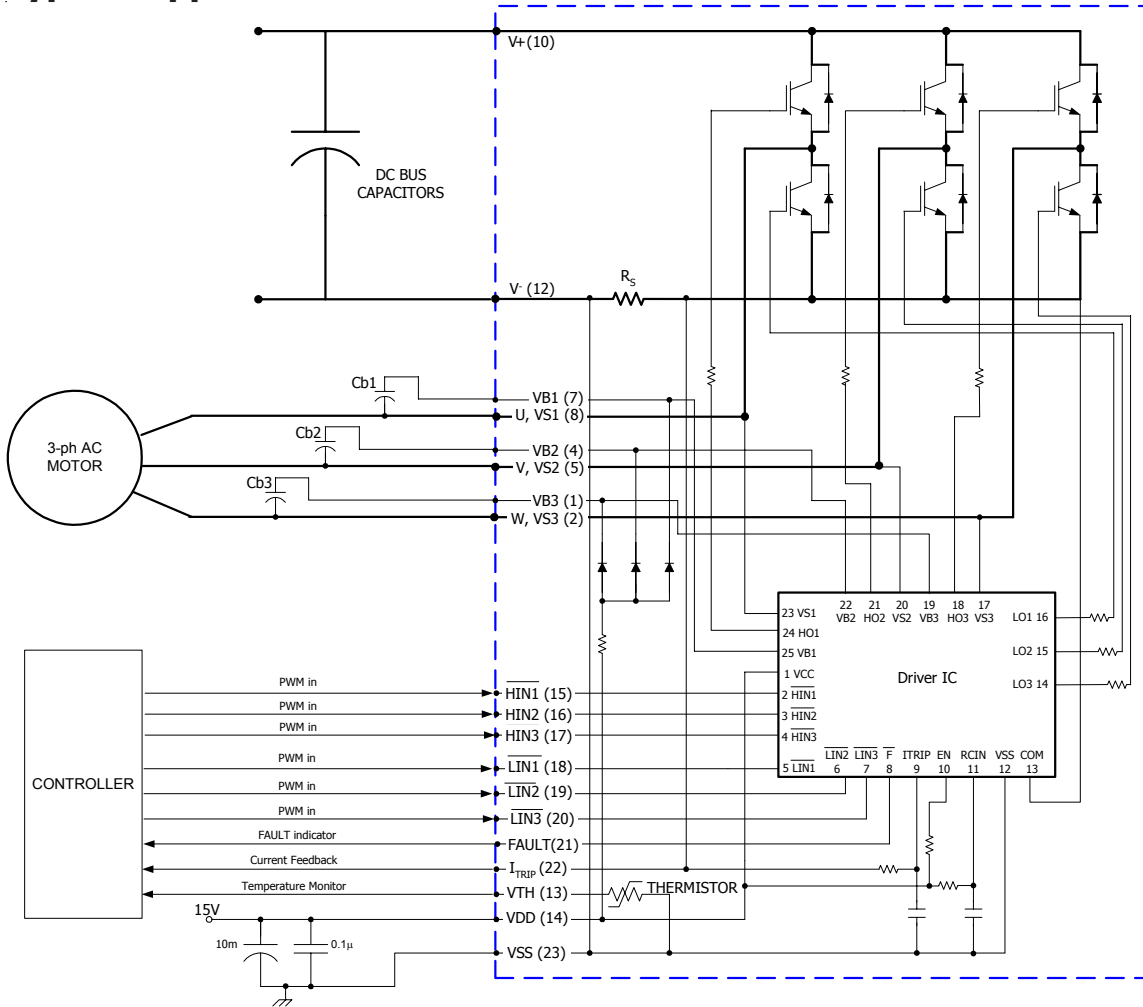 V+(10)
DC BUS
CAPACITORS
V- (12)
RS
Cb1
VB1 (7)
U, VS1 (8)
3-ph AC
MOTOR
Cb2
VB2 (4)
V, VS2 (5)
Cb3
VB3 (1)
W, VS3 (2)
22 21 20 19 18 17
VB2 HO2 VS2 VB3 HO3 VS3
23 VS1
24 HO1
25 VB1
1 VCC
2 HIN1
3 HIN2
4 HIN3
5 LIN1
Driver IC
LO1 16
LO2 15
LO3 14
LIN2 LIN3 F ITRIP EN RCIN VSS COM
6 7 8 9 10 11 12 13
CONTROLLER
PWM in
HIN1 (15)
PWM in
HIN2 (16)
PWM in
HIN3 (17)
PWM in
LIN1 (18)
PWM in
LIN2 (19)
PWM in
LIN3 (20)
FAULT indicator
FAULT(21)
Current Feedback
ITRIP (22)
Temperature Monitor
VTH (13)
THERMISTOR
15V
VDD (14)
10m
0.1μ
VSS (23)